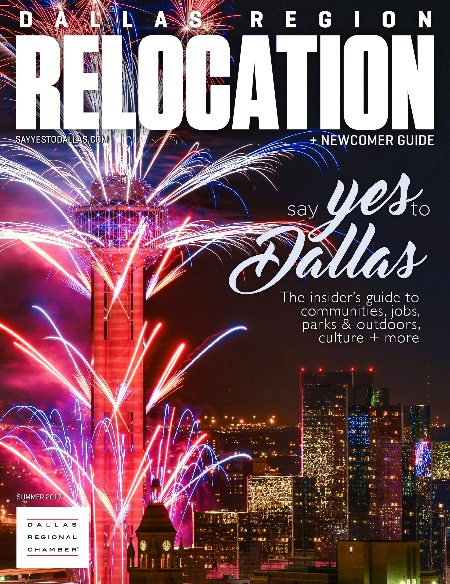 DALLAS REGION
RELOCATION
SAYYESTODALLAS.COM
+ NEWCOMER GUIDE
say yes to
Dallas
The insider's guide to
communities, jobs,
parks & outdoors,
culture + more
SUMMER 2017
DALLAS
REGIONAL
CHAMBER®